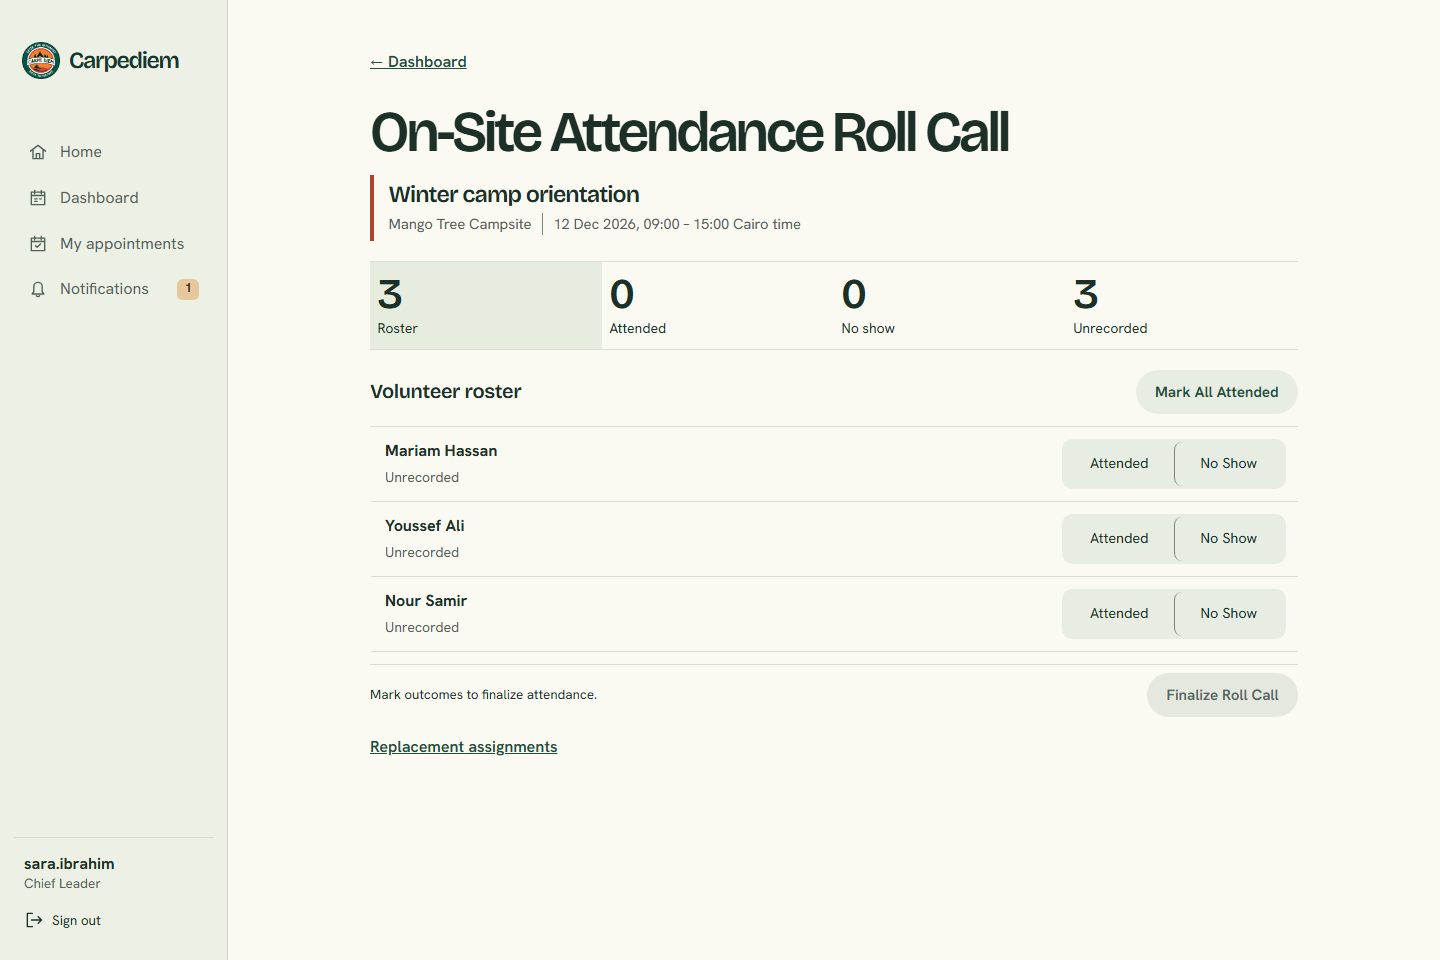 Carpediem
Home
Dashboard
My appointments
Notifications 1
sara.ibrahim
Chief Leader
Sign out
← Dashboard
On-Site Attendance Roll Call
Winter camp orientation
Mango Tree Campsite | 12 Dec 2026, 09:00 – 15:00 Cairo time
3 0 0 3
Roster Attended No show Unrecorded
Volunteer roster Mark All Attended
Mariam Hassan
Unrecorded
Attended No Show
Youssef Ali
Unrecorded
Attended No Show
Nour Samir
Unrecorded
Attended No Show
Mark outcomes to finalize attendance. Finalize Roll Call
Replacement assignments